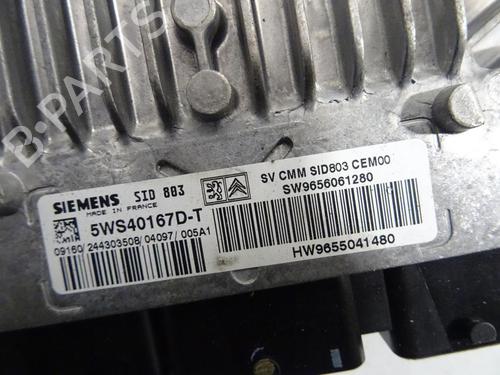 B-PARTS
SIEMENS SID 803
MADE IN FRANCE
5WS40167D-T
09160/244303508/04097/005A1
SV CMM SID803 CEM00
SW9656061280
HW9655041480